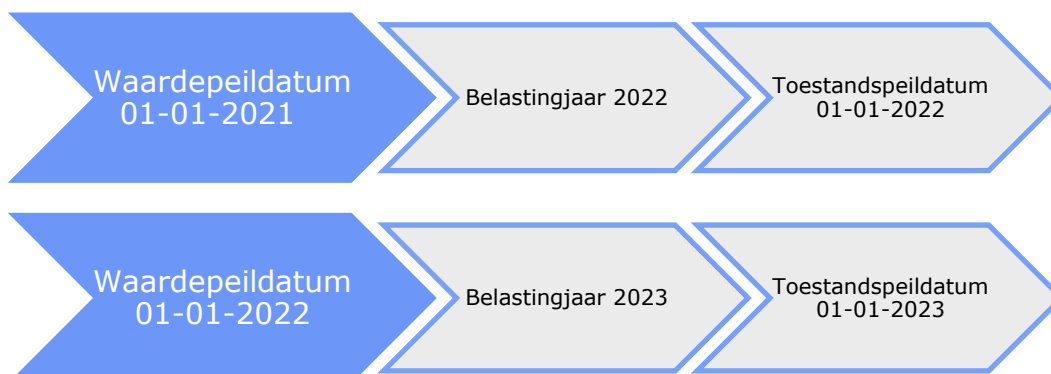 Waardepeildatum
01-01-2021
Belastingjaar 2022
Toestandspeildatum
01-01-2022
Waardepeildatum
01-01-2022
Belastingjaar 2023
Toestandspeildatum
01-01-2023